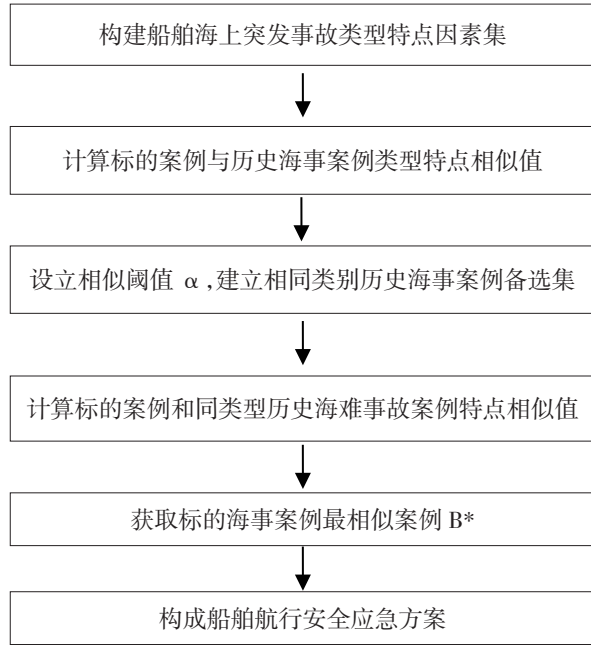 构建船舶海上突发事故类型特点因素集
计算标的案例与历史海事案例类型特点相似值
设立相似阈值 α ,建立相同类别历史海事案例备选集
计算标的案例和同类型历史海难事故案例特点相似值
获取标的海事案例最相似案例 B*
构成船舶航行安全应急方案